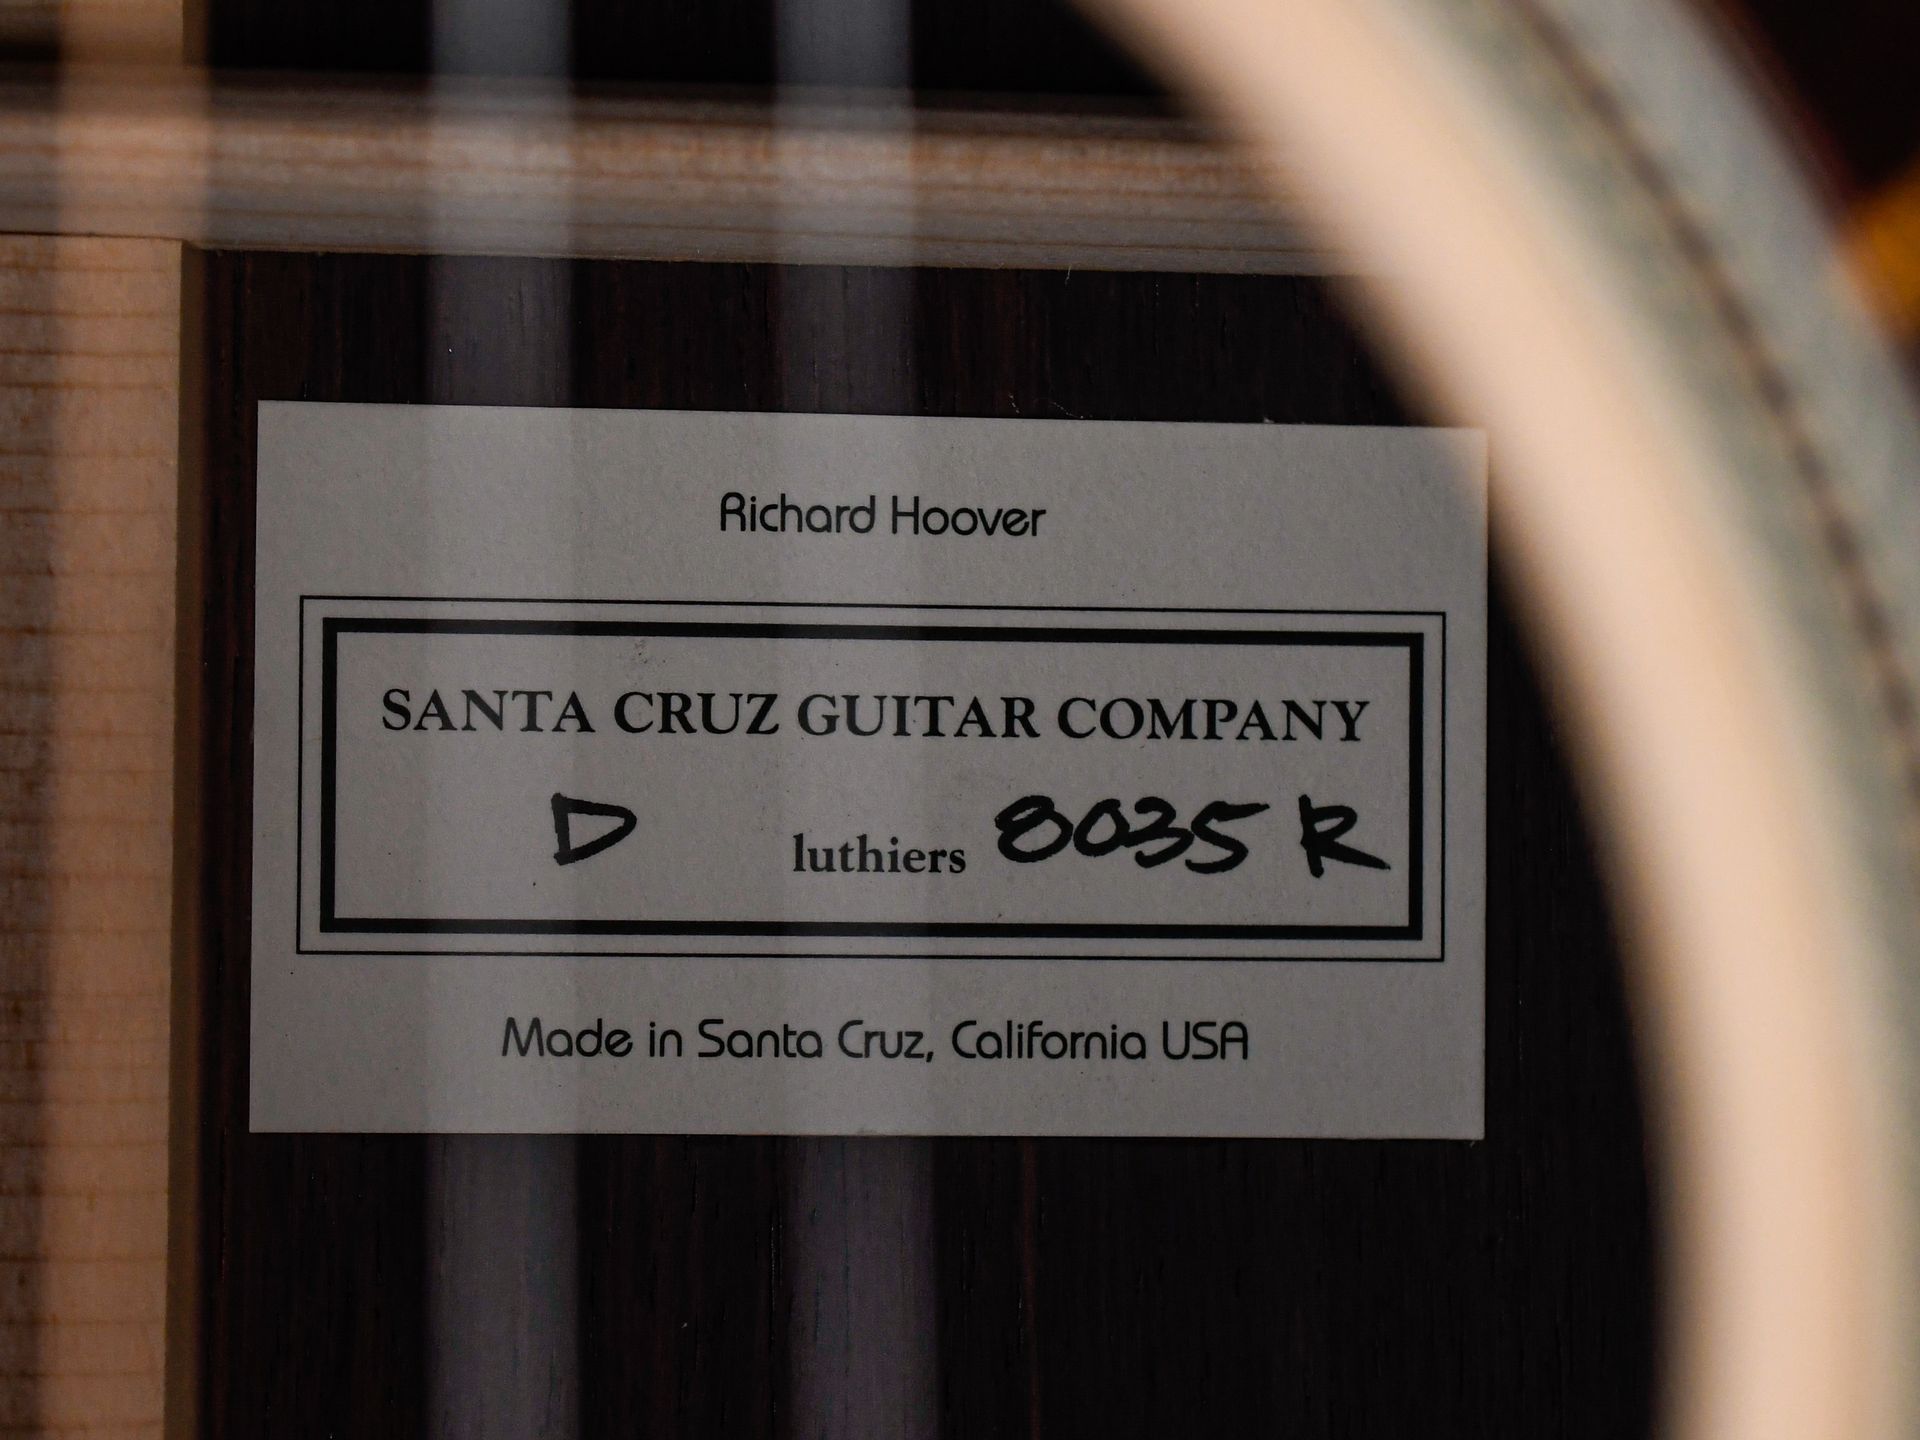 Richard Hoover
SANTA CRUZ GUITAR COMPANY
D luthiers 8035 R
Made in Santa Cruz, California USA